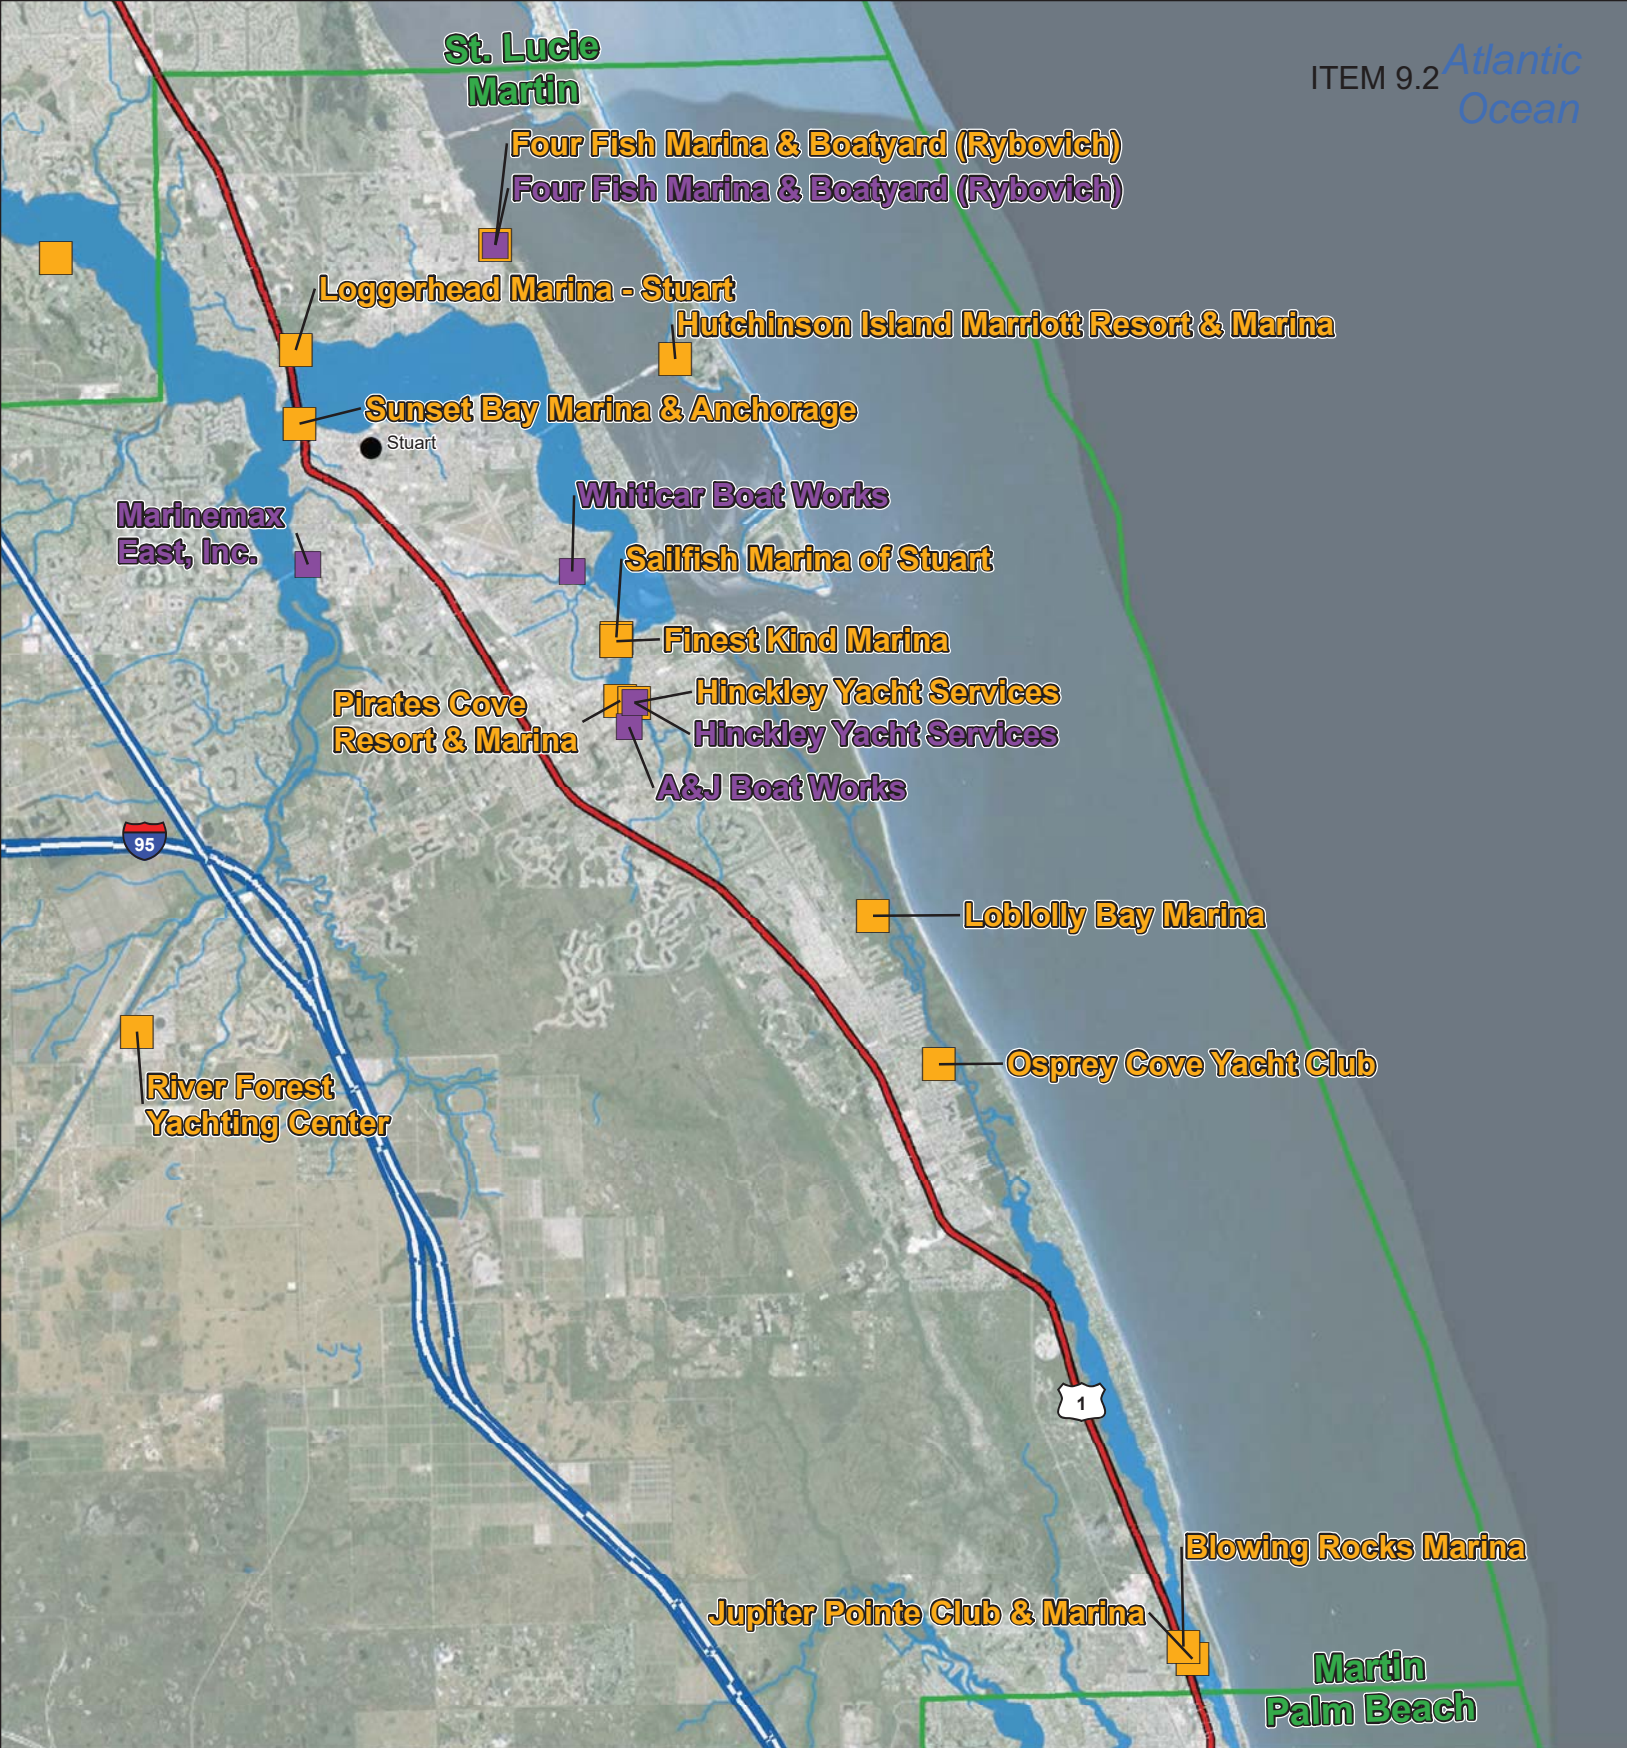 St. Lucie
Martin
ITEM 9.2
Atlantic
Ocean
Four Fish Marina & Boatyard (Rybovich)
Four Fish Marina & Boatyard (Rybovich)
Loggerhead Marina - Stuart
Hutchinson Island Marriott Resort & Marina
Sunset Bay Marina & Anchorage
Stuart
Whiticar Boat Works
Marinemax
East, Inc.
Sailfish Marina of Stuart
Finest Kind Marina
Hinckley Yacht Services
Pirates Cove
Resort & Marina
Hinckley Yacht Services
A&J Boat Works
95
Loblolly Bay Marina
Osprey Cove Yacht Club
River Forest
Yachting Center
1
Blowing Rocks Marina
Jupiter Pointe Club & Marina
Martin
Palm Beach